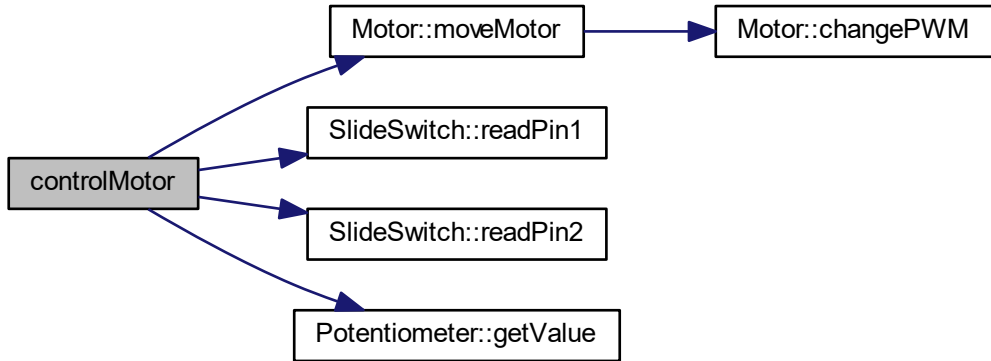 Motor::moveMotor
Motor::changePWM
SlideSwitch::readPin1
controlMotor
SlideSwitch::readPin2
Potentiometer::getValue